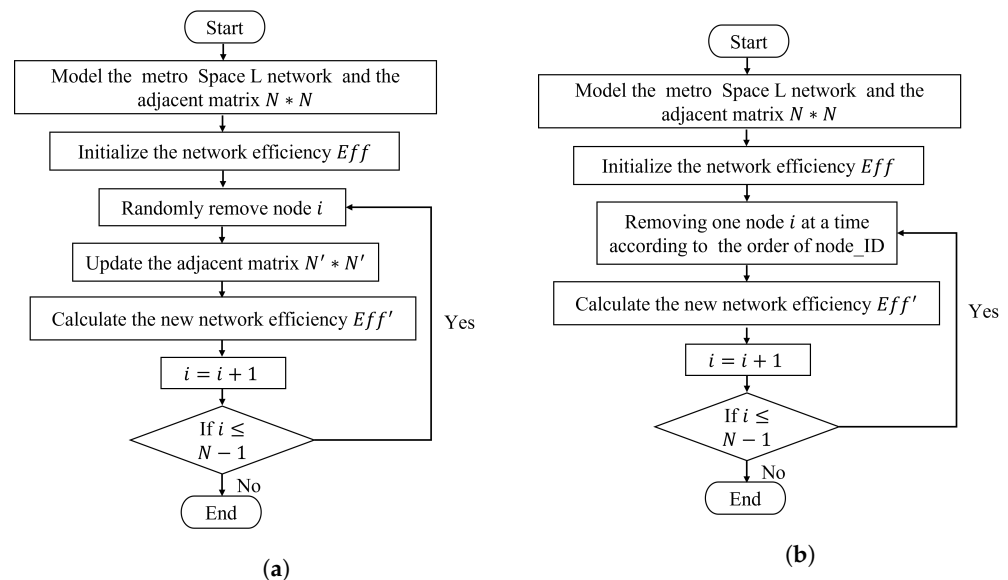 Start
Model the metro Space L network and the
adjacent matrix N ∗ N
Initialize the network efficiency Eff
Randomly remove node i
Update the adjacent matrix N′ ∗ N′
Calculate the new network efficiency Eff′
Yes
i = i + 1
If i ≤
N − 1
No
End
(a)
Start
Model the metro Space L network and the
adjacent matrix N ∗ N
Initialize the network efficiency Eff
Removing one node i at a time
according to the order of node_ID
Calculate the new network efficiency Eff′
Yes
i = i + 1
If i ≤
N − 1
No
End
(b)